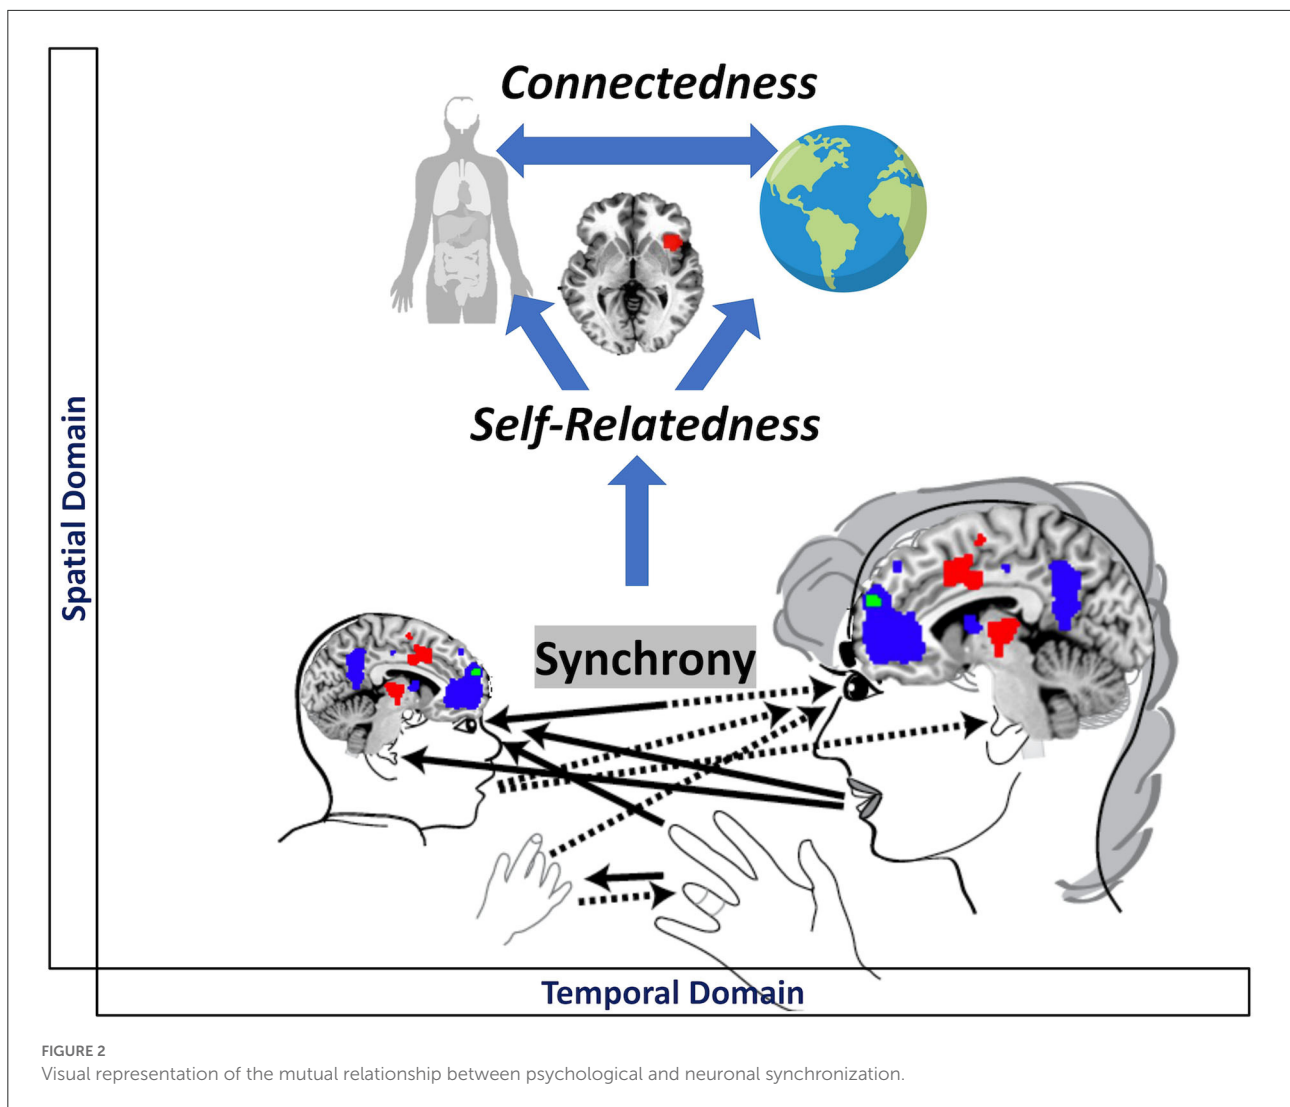 Connectedness
Self-Relatedness
Synchrony
Spatial Domain
Temporal Domain
FIGURE 2
Visual representation of the mutual relationship between psychological and neuronal synchronization.